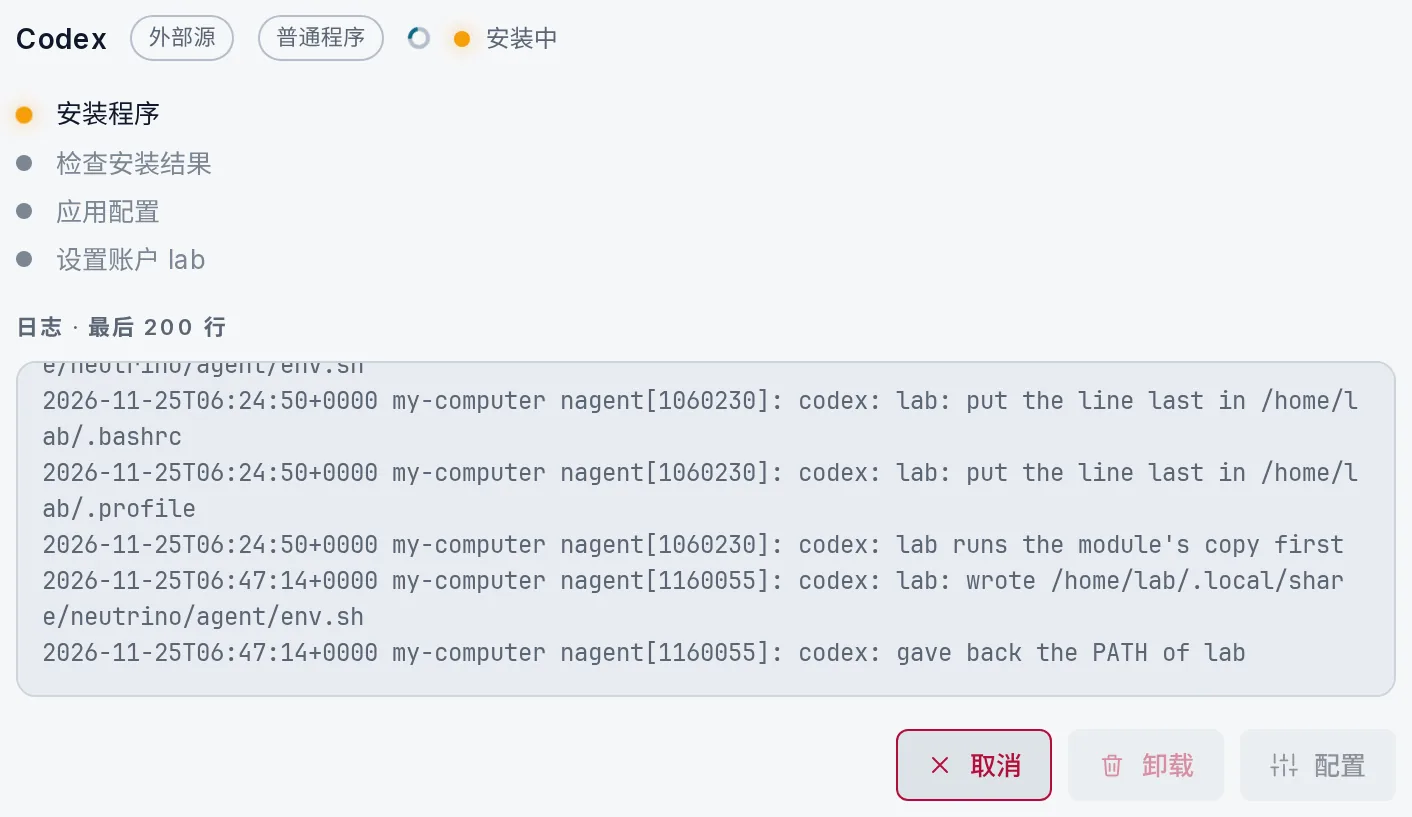 Codex 外部源 普通程序 安装中
安装程序
检查安装结果
应用配置
设置账户 lab
日志 · 最后 200 行
e/neutrino/agent/env.sh
2026-11-25T06:24:50+0000 my-computer nagent[1060230]: codex: lab: put the line last in /home/l
ab/.bashrc
2026-11-25T06:24:50+0000 my-computer nagent[1060230]: codex: lab: put the line last in /home/l
ab/.profile
2026-11-25T06:24:50+0000 my-computer nagent[1060230]: codex: lab runs the module's copy first
2026-11-25T06:47:14+0000 my-computer nagent[1160055]: codex: lab: wrote /home/lab/.local/shar
e/neutrino/agent/env.sh
2026-11-25T06:47:14+0000 my-computer nagent[1160055]: codex: gave back the PATH of lab
取消 卸载 配置